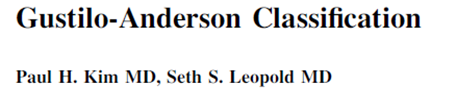 Gustilo-Anderson Classification
Paul H. Kim MD, Seth S. Leopold MD